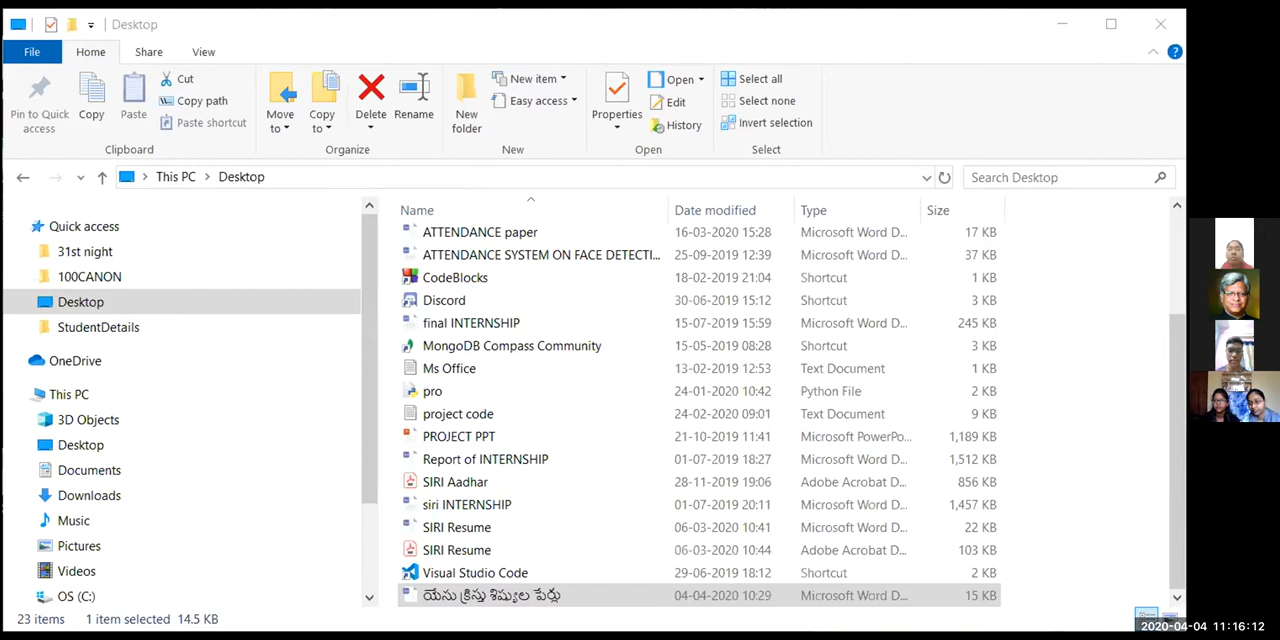 Desktop
File Home Share View
Pin to Quick access
Copy
Paste
Cut
Copy path
Paste shortcut
Clipboard
Move to
Copy to
Delete
Rename
Organize
New folder
New item
Easy access
New
Properties
Open
Edit
History
Open
Select all
Select none
Invert selection
Select
This PC > Desktop
Search Desktop
Quick access
31st night
100CANON
Desktop
StudentDetails
OneDrive
This PC
3D Objects
Desktop
Documents
Downloads
Music
Pictures
Videos
OS (C:)
Name Date modified Type Size
ATTENDANCE paper 16-03-2020 15:28 Microsoft Word D... 17 KB
ATTENDANCE SYSTEM ON FACE DETECTI... 25-09-2019 12:39 Microsoft Word D... 37 KB
CodeBlocks 18-02-2019 21:04 Shortcut 1 KB
Discord 30-06-2019 15:12 Shortcut 3 KB
final INTERNSHIP 15-07-2019 15:59 Microsoft Word D... 245 KB
MongoDB Compass Community 15-05-2019 08:28 Shortcut 3 KB
Ms Office 13-02-2019 12:53 Text Document 1 KB
pro 24-01-2020 10:42 Python File 2 KB
project code 24-02-2020 09:01 Text Document 9 KB
PROJECT PPT 21-10-2019 11:41 Microsoft PowerPo... 1,189 KB
Report of INTERNSHIP 01-07-2019 18:27 Microsoft Word D... 1,512 KB
SIRI Aadhar 28-11-2019 19:06 Adobe Acrobat D... 856 KB
siri INTERNSHIP 01-07-2019 20:11 Microsoft Word D... 1,457 KB
SIRI Resume 06-03-2020 10:41 Microsoft Word D... 22 KB
SIRI Resume 06-03-2020 10:44 Adobe Acrobat D... 103 KB
Visual Studio Code 29-06-2019 18:12 Shortcut 2 KB
యేసు క్రీస్తు శిష్యుల పేర్లు 04-04-2020 10:29 Microsoft Word D... 15 KB
23 items 1 item selected 14.5 KB
2020-04-04 11:16:12